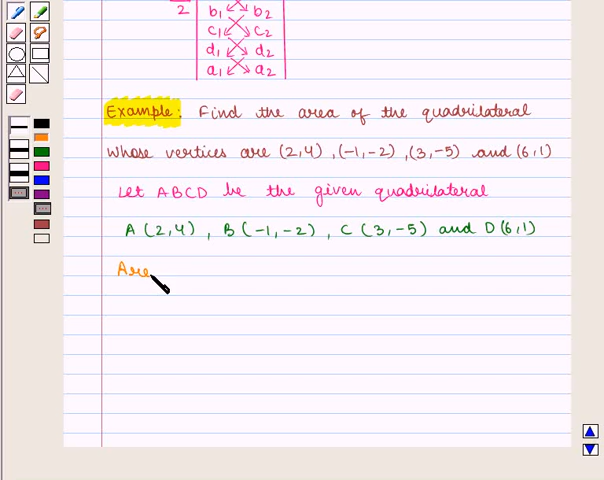 2
b₁ b₂
c₁ c₂
d₁ d₂
a₁ a₂
Example: Find the area of the quadrilateral
Whose vertices are (2,4) , (-1,-2) , (3,-5) and (6,1)
Let ABCD be the given quadrilateral
A (2,4) , B (-1,-2) , C (3,-5) and D (6,1)
Are